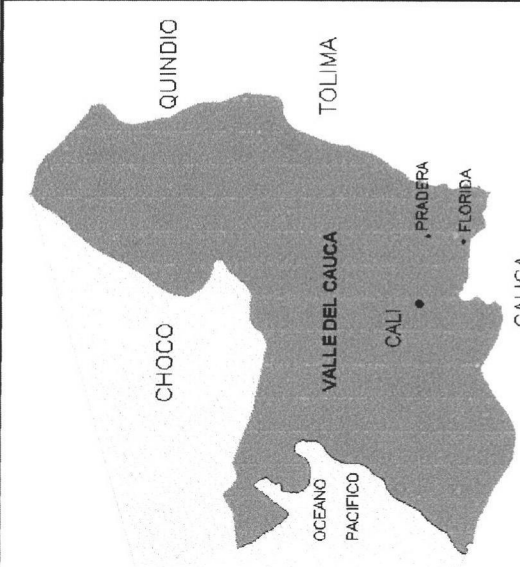 QUINDIO
CHOCO
TOLIMA
VALLE DEL CAUCA
CALI
PRADERA
FLORIDA
OCEANO
PACIFICO
CAUCA